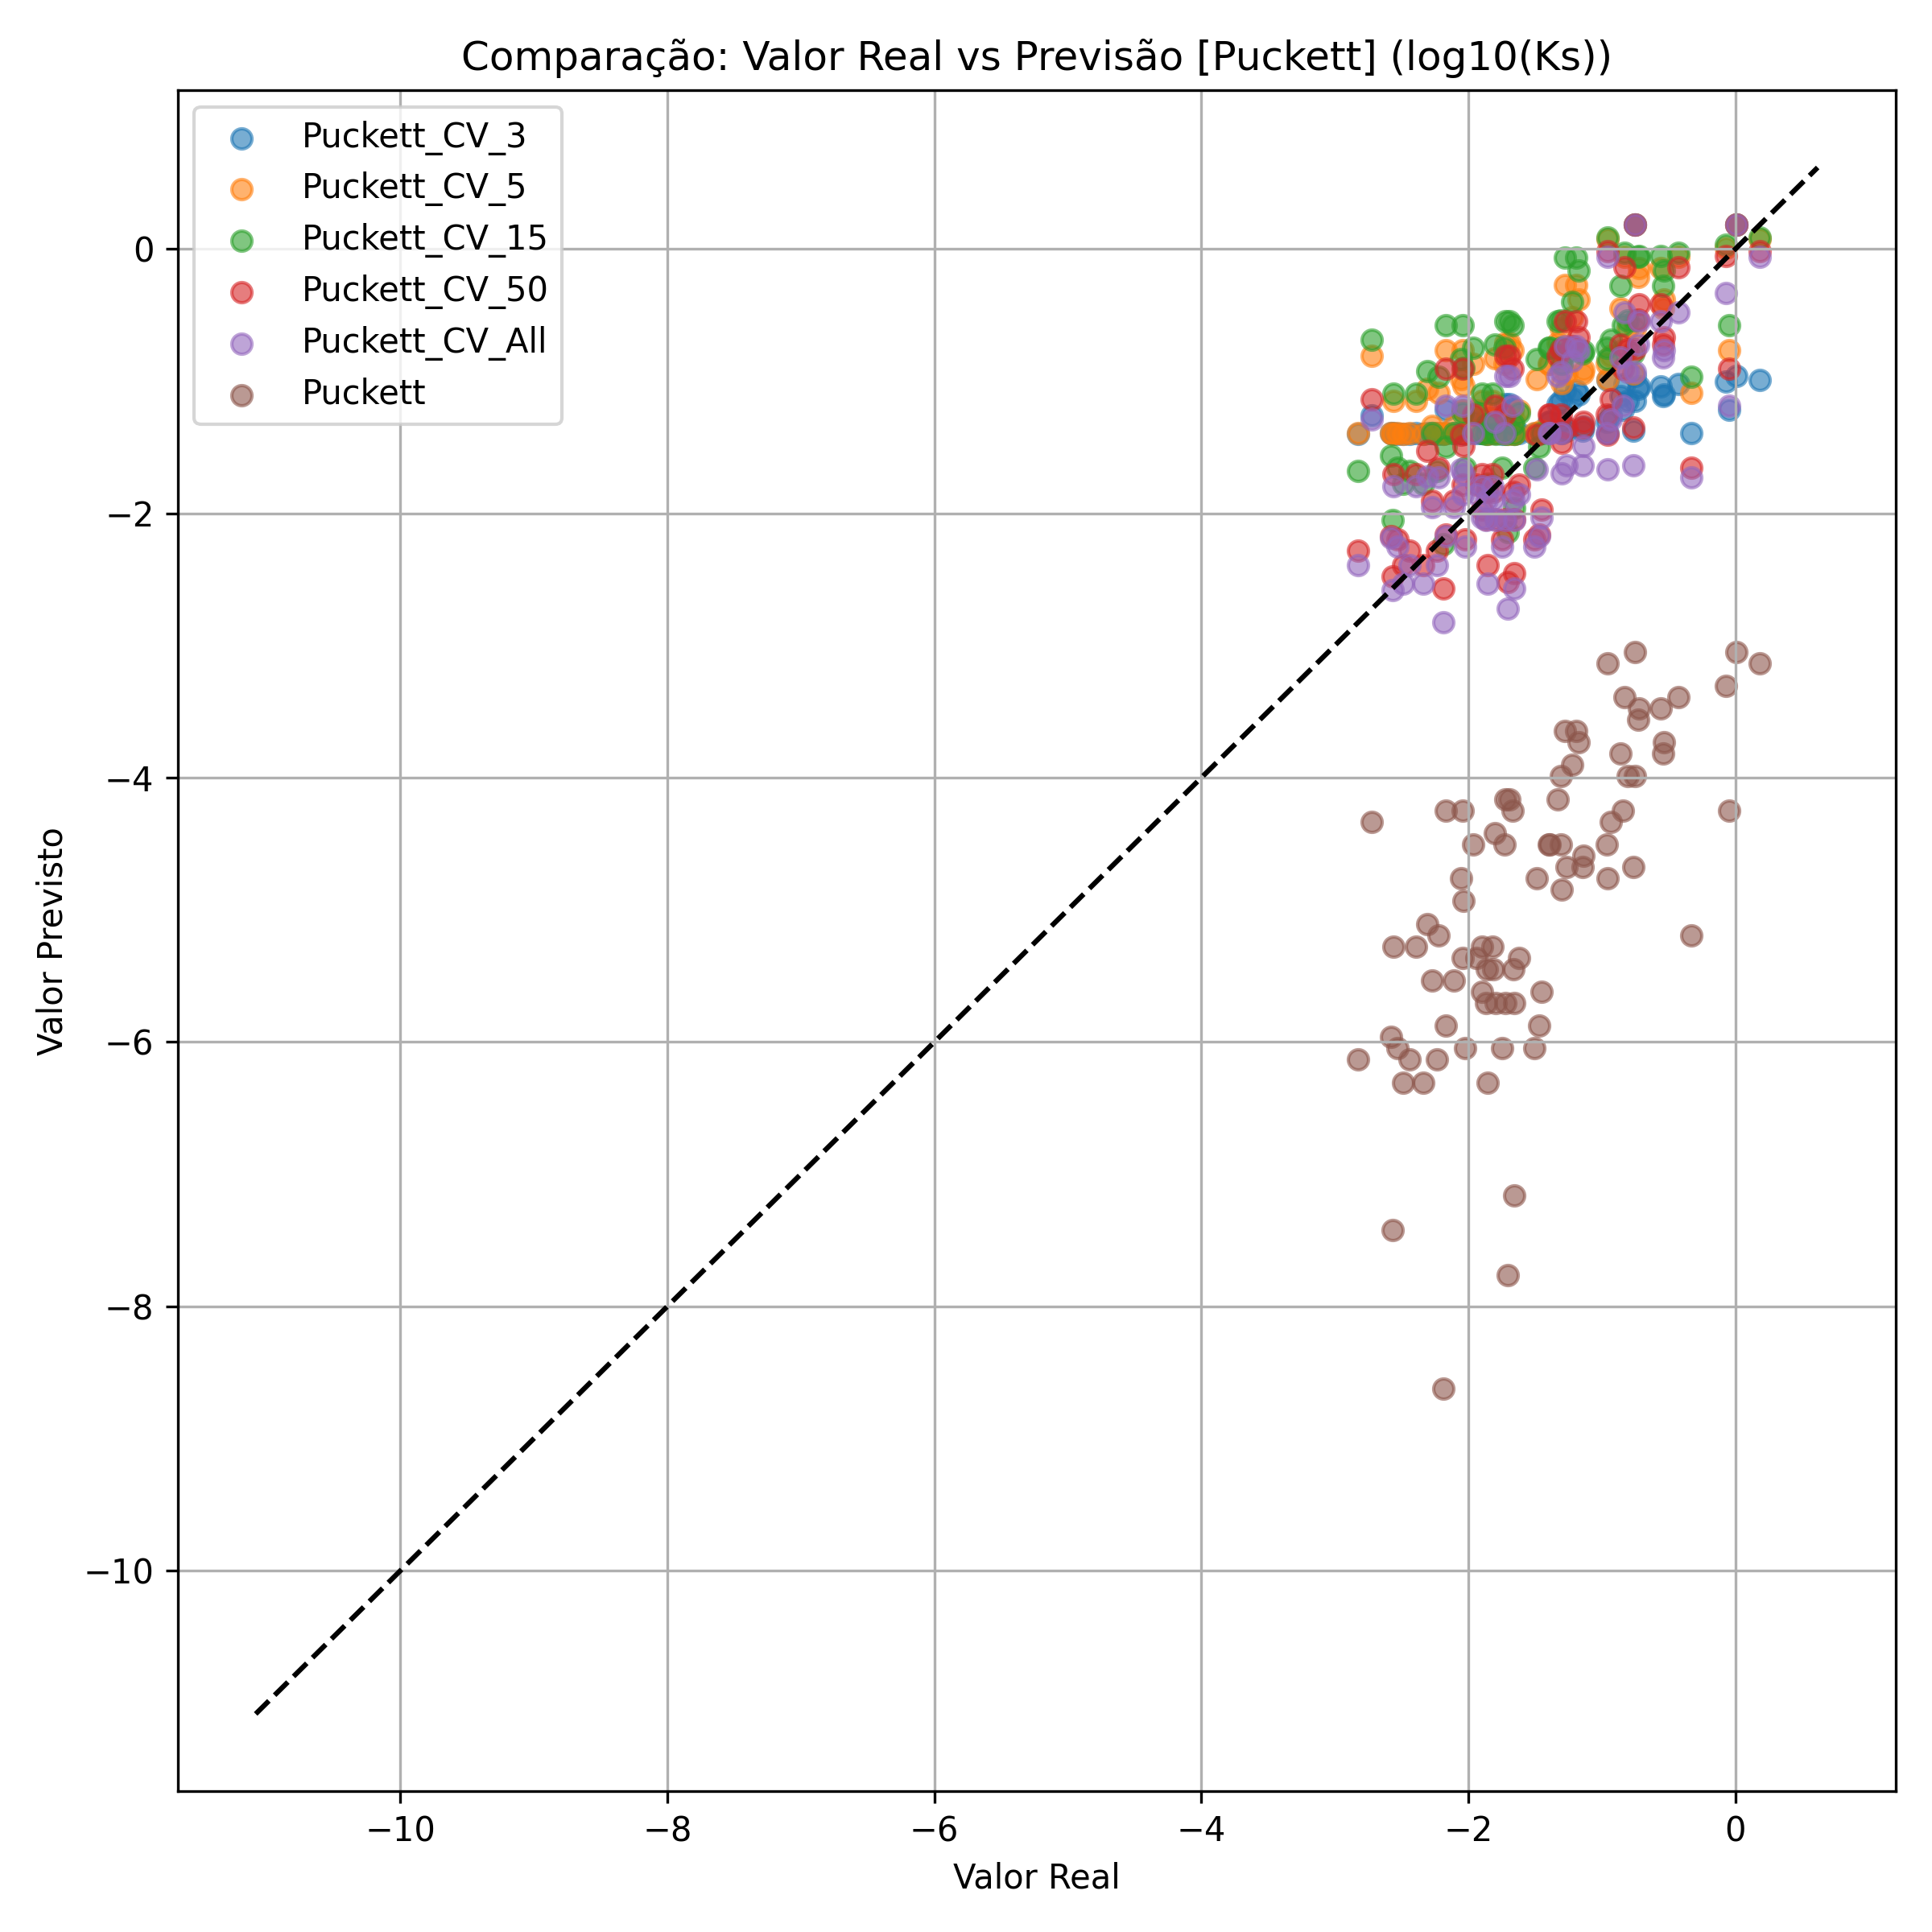 Comparação: Valor Real vs Previsão [Puckett] (log10(Ks))
Puckett_CV_3
Puckett_CV_5
Puckett_CV_15
Puckett_CV_50
Puckett_CV_All
Puckett
0
−2
−4
−6
−8
−10
Valor Previsto
−10
−8
−6
−4
−2
0
Valor Real